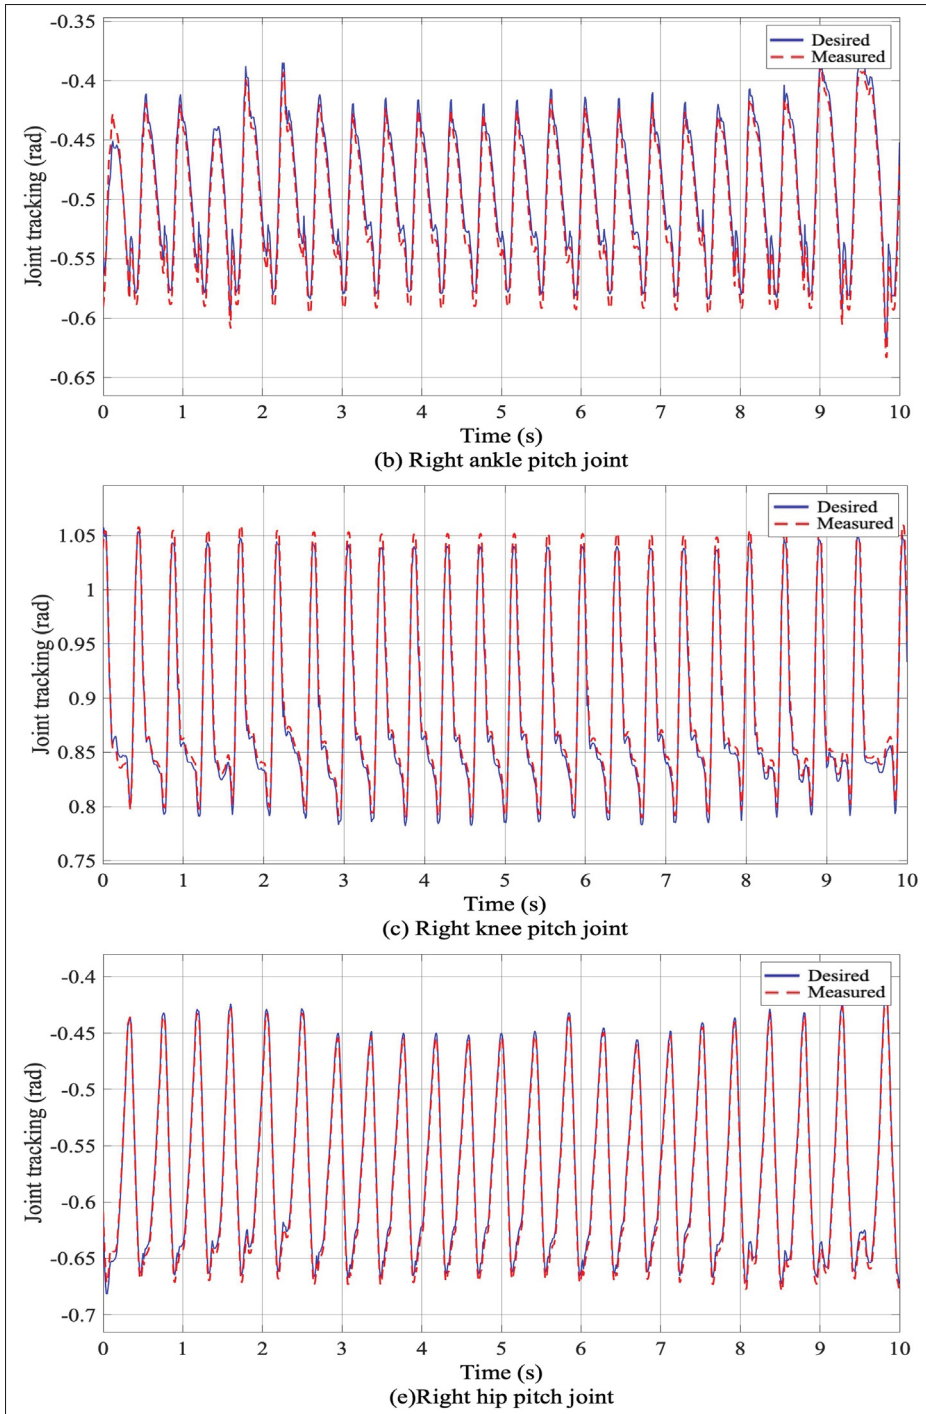 -0.35
Desired
Measured
-0.4
-0.45
-0.5
-0.55
-0.6
-0.65
Joint tracking (rad)
0 1 2 3 4 5 6 7 8 9 10
Time (s)
(b) Right ankle pitch joint
Desired
Measured
1.05
1
0.95
0.9
0.85
0.8
0.75
Joint tracking (rad)
0 1 2 3 4 5 6 7 8 9 10
Time (s)
(c) Right knee pitch joint
-0.4
Desired
Measured
-0.45
-0.5
-0.55
-0.6
-0.65
-0.7
Joint tracking (rad)
0 1 2 3 4 5 6 7 8 9 10
Time (s)
(e)Right hip pitch joint